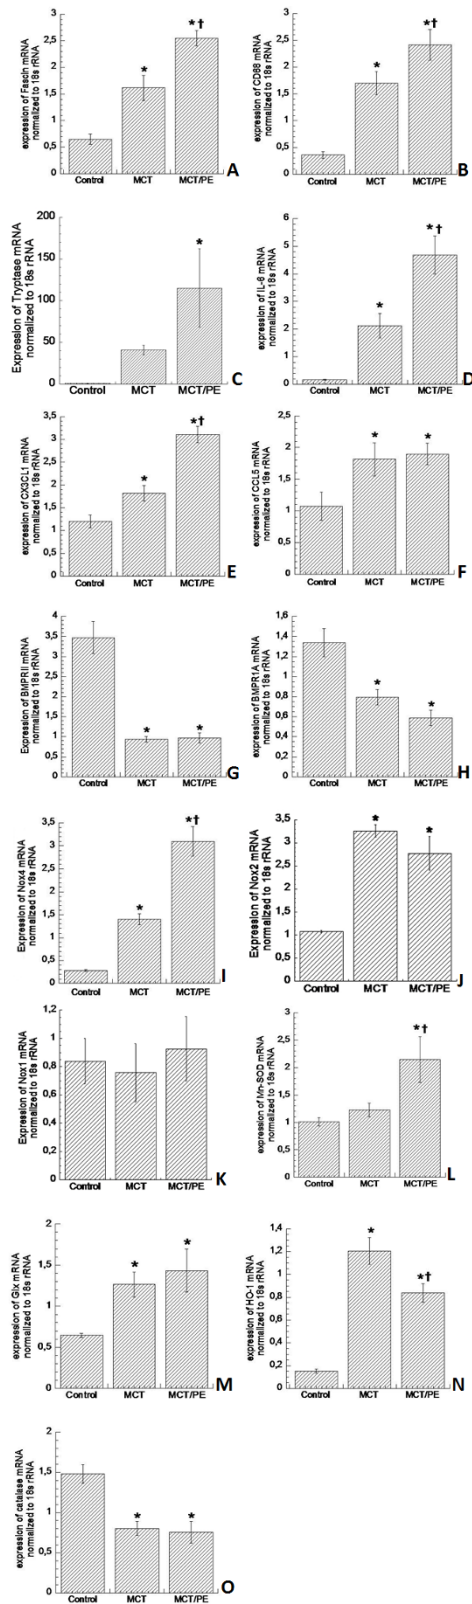 expression of Fascin mRNA
normalized to 18s rRNA
3
2,5
2
1,5
1
0,5
0
*
*†
Control MCT MCT/PE
A
expression of CD68 mRNA
normalized to 18s rRNA
3
2,5
2
1,5
1
0,5
0
*
*†
Control MCT MCT/PE
B
Expression of Tryptase mRNA
normalized to 18s rRNA
200
150
100
50
0
*
Control MCT MCT/PE
C
expression of IL-6 mRNA
normalized to 18s rRNA
6
5
4
3
2
1
0
*
*†
Control MCT MCT/PE
D
expression of CX3CL1 mRNA
normalized to 18s rRNA
3,5
3
2,5
2
1,5
1
0,5
0
*
*†
Control MCT MCT/PE
E
expression of CCL5 mRNA
normalized to 18s rRNA
2,5
2
1,5
1
0,5
0
*
*
Control MCT MCT/PE
F
Expression of BMPRII mRNA
normalized to 18s rRNA
4
3,5
3
2,5
2
1,5
1
0,5
0
*
*
Control MCT MCT/PE
G
expression of BMPR1A mRNA
normalized to 18s rRNA
1,6
1,4
1,2
1
0,8
0,6
0,4
0,2
0
*
*
Control MCT MCT/PE
H
Expression of Nox4 mRNA
normalized to 18s rRNA
3,5
3
2,5
2
1,5
1
0,5
0
*
*†
Control MCT MCT/PE
I
Expression of Nox2 mRNA
normalized to 18s rRNA
3,5
3
2,5
2
1,5
1
0,5
0
*
*
Control MCT MCT/PE
J
Expression of Nox1 mRNA
normalized to 18s rRNA
1,2
1
0,8
0,6
0,4
0,2
0
Control MCT MCT/PE
K
expression of Mn-SOD mRNA
normalized to 18s rRNA
3
2,5
2
1,5
1
0,5
0
*†
Control MCT MCT/PE
L
expression of Glx mRNA
normalized to 18s rRNA
2
1,5
1
0,5
0
*
*
Control MCT MCT/PE
M
expression of HO-1 mRNA
normalized to 18s rRNA
1,4
1,2
1
0,8
0,6
0,4
0,2
0
*
*†
Control MCT MCT/PE
N
expression of catalase mRNA
normalized to 18s rRNA
2
1,5
1
0,5
0
*
*
Control MCT MCT/PE
O